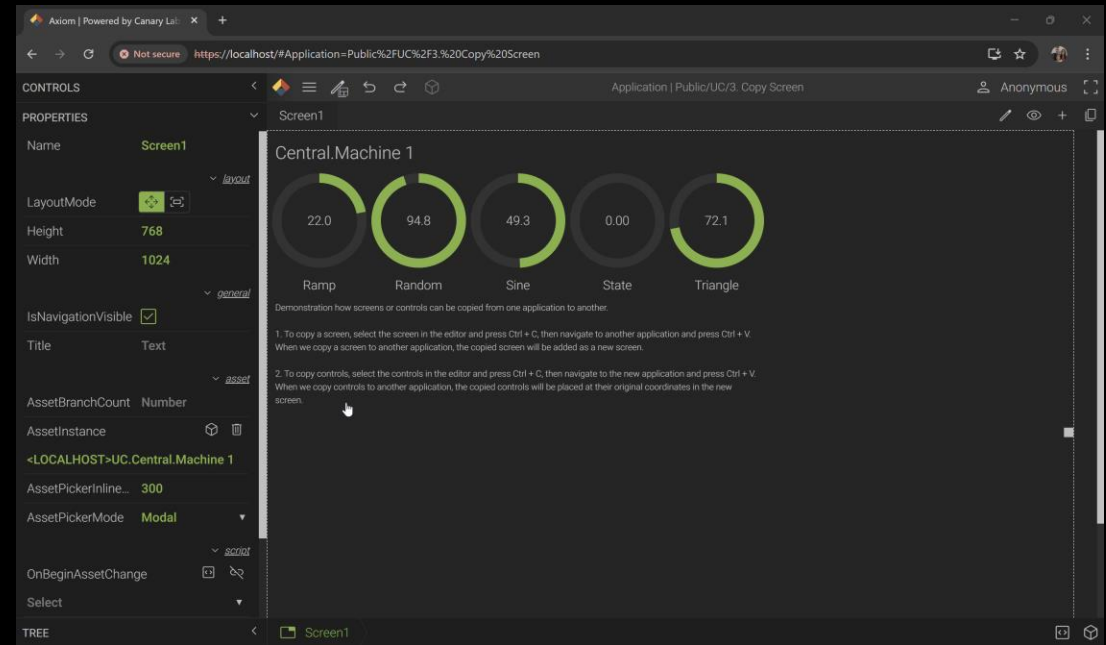 Axiom | Powered by Canary Lab
Not secure https://localhost/#Application=Public%2FUC%2F3.%20Copy%20Screen
CONTROLS
Application | Public/UC/3. Copy Screen
Anonymous
PROPERTIES
Screen1
Name Screen1
layout
LayoutMode
Height 768
Width 1024
general
IsNavigationVisible
Title Text
asset
AssetBranchCount Number
AssetInstance
<LOCALHOST>UC.Central.Machine 1
AssetPickerInline... 300
AssetPickerMode Modal
script
OnBeginAssetChange
Select
TREE
Central.Machine 1
22.0 94.8 49.3 0.00 72.1
Ramp Random Sine State Triangle
Demonstration how screens or controls can be copied from one application to another.
1. To copy a screen, select the screen in the editor and press Ctrl + C, then navigate to another application and press Ctrl + V.
When we copy a screen to another application, the copied screen will be added as a new screen.
2. To copy controls, select the controls in the editor and press Ctrl + C, then navigate to the new application and press Ctrl + V.
When we copy controls to another application, the copied controls will be placed at their original coordinates in the new
screen.
Screen1